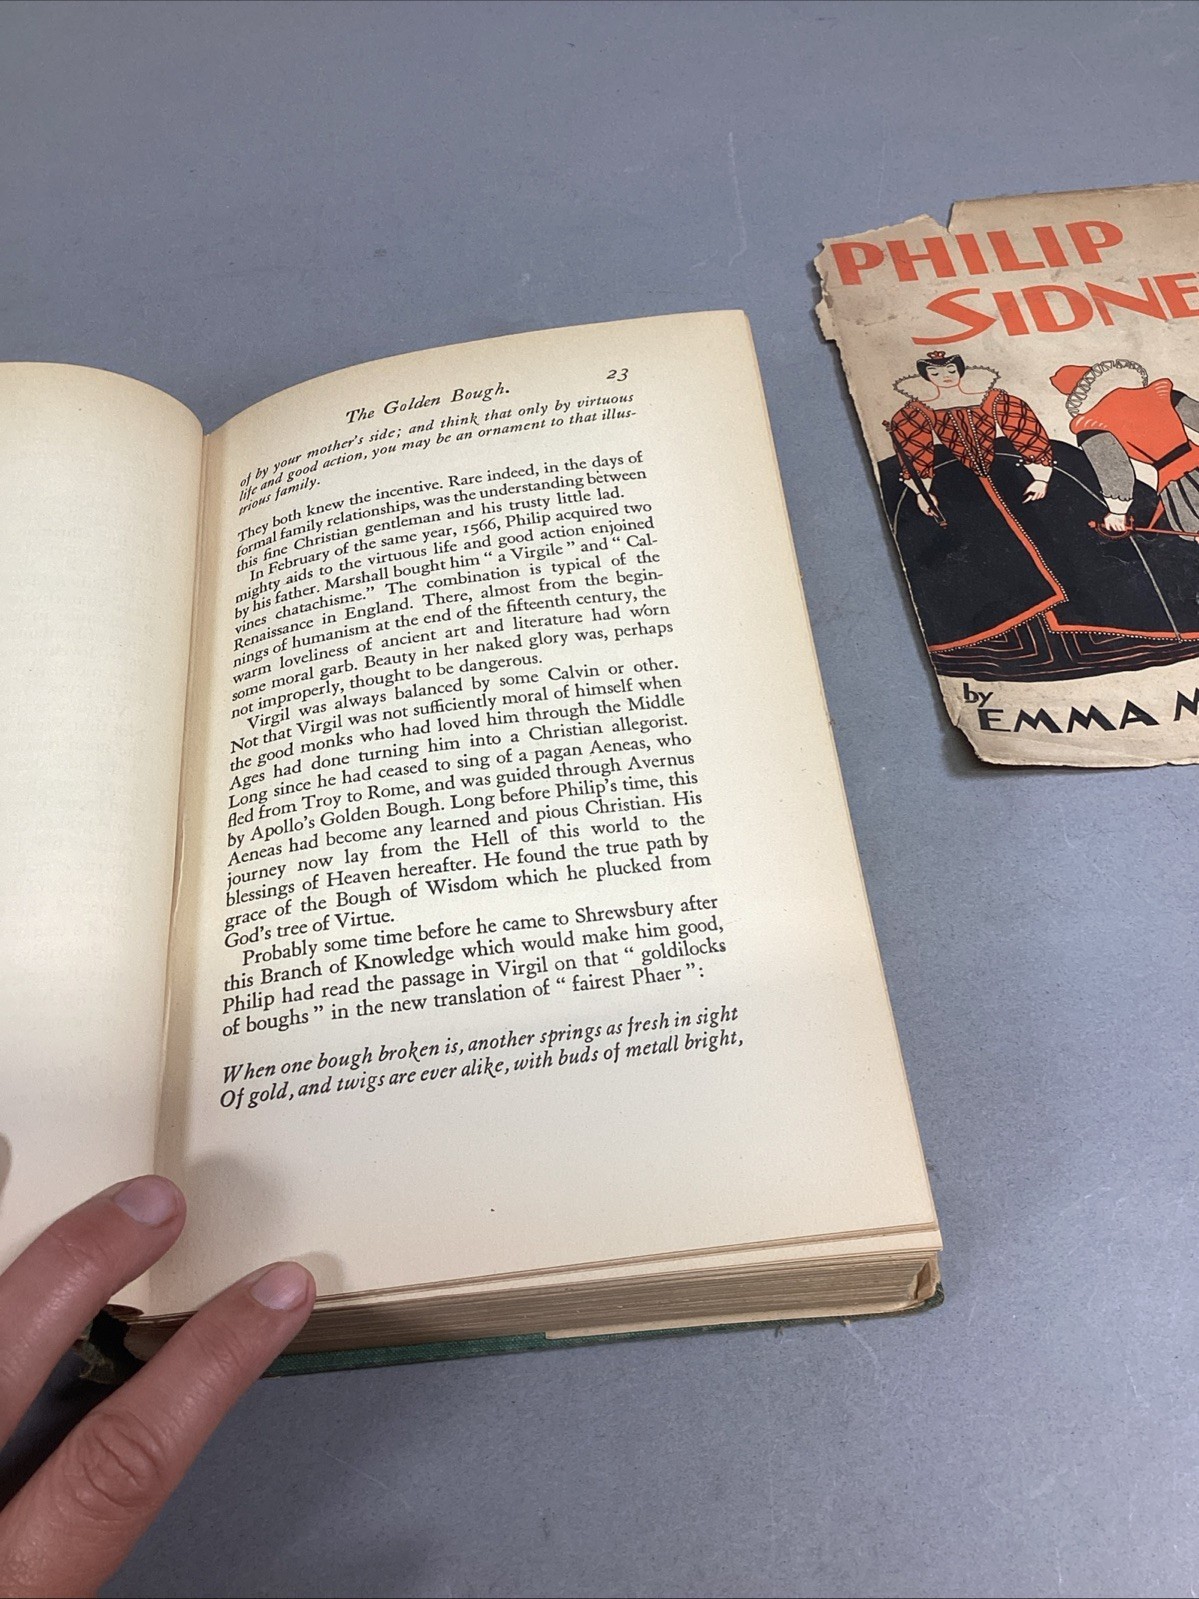 The Golden Bough. 23
of by your mother's side; and think that only by virtuous
life and good action, you may be an ornament to that illus-
trious family.
They both knew the incentive. Rare indeed, in the days of
formal family relationships, was the understanding between
this fine Christian gentleman and his trusty little lad.
In February of the same year, 1566, Philip acquired two
mighty aids to the virtuous life and good action enjoined
by his father. Marshall bought him “ a Virgile ” and “ Cal-
vines chatachisme.” The combination is typical of the
Renaissance in England. There, almost from the begin-
nings of humanism at the end of the fifteenth century, the
warm loveliness of ancient art and literature had worn
some moral garb. Beauty in her naked glory was, perhaps
not improperly, thought to be dangerous.
Virgil was always balanced by some Calvin or other.
Not that Virgil was not sufficiently moral of himself when
the good monks who had loved him through the Middle
Ages had done turning him into a Christian allegorist.
Long since he had ceased to sing of a pagan Aeneas, who
fled from Troy to Rome, and was guided through Avernus
by Apollo's Golden Bough. Long before Philip's time, this
Aeneas had become any learned and pious Christian. His
journey now lay from the Hell of this world to the
blessings of Heaven hereafter. He found the true path by
grace of the Bough of Wisdom which he plucked from
God's tree of Virtue.
Probably some time before he came to Shrewsbury after
this Branch of Knowledge which would make him good,
Philip had read the passage in Virgil on that “ goldilocks
of boughs ” in the new translation of “ fairest Phaer ”:
When one bough broken is, another springs as fresh in sight
Of gold, and twigs are ever alike, with buds of metall bright,
PHILIP
SIDNE
by
EMMA M